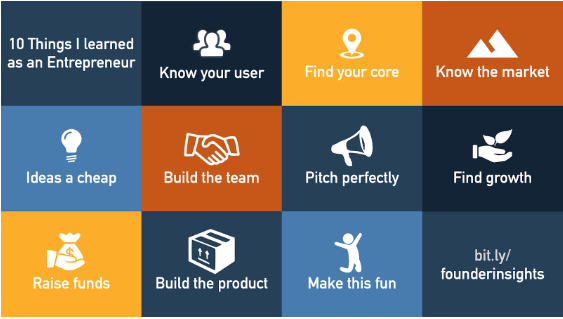 10 Things I learned
as an Entrepreneur
Know your user
Find your core
Know the market
Ideas a cheap
Build the team
Pitch perfectly
Find growth
Raise funds
Build the product
Make this fun
bit.ly/
founderinsights